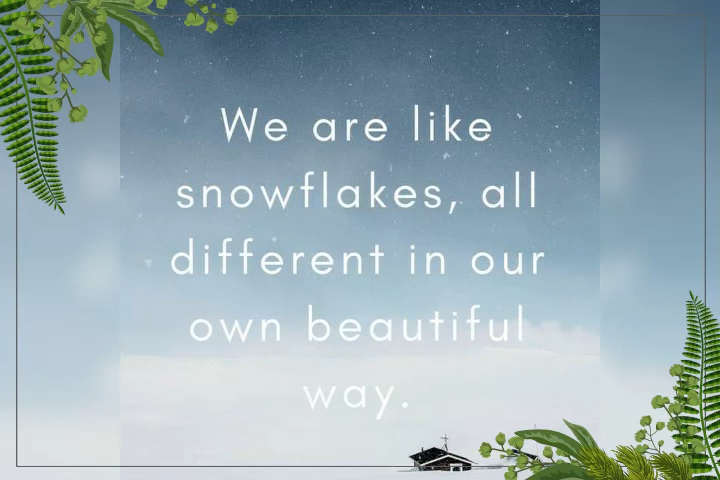 We are like
snowflakes, all
different in our
own beautiful
way.